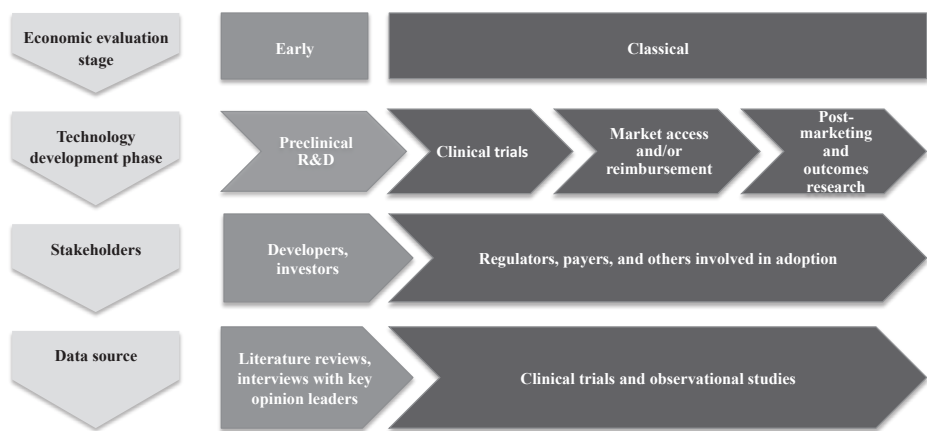 Economic evaluation
stage
Early
Classical
Technology
development phase
Preclinical
R&D
Clinical trials
Market access
and/or
reimbursement
Post-
marketing
and
outcomes
research
Stakeholders
Developers,
investors
Regulators, payers, and others involved in adoption
Data source
Literature reviews,
interviews with key
opinion leaders
Clinical trials and observational studies